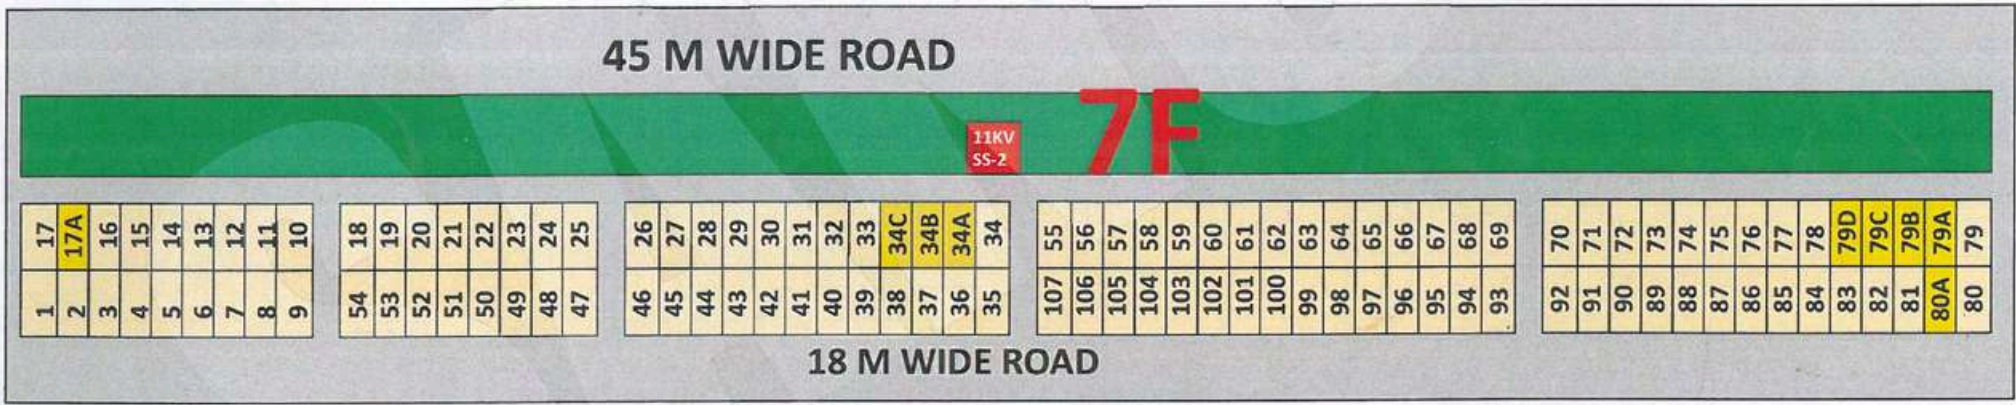 45 M WIDE ROAD
7F
11KV
SS-2
17 17A 16 15 14 13 12 11 10
1 2 3 4 5 6 7 8 9
18 19 20 21 22 23 24 25
54 53 52 51 50 49 48 47
26 27 28 29 30 31 32 33 34C 34B 34A 34
46 45 44 43 42 41 40 39 38 37 36 35
55 56 57 58 59 60 61 62 63 64 65 66 67 68 69
107 106 105 104 103 102 101 100 99 98 97 96 95 94 93
70 71 72 73 74 75 76 77 78 79D 79C 79B 79A 79
92 91 90 89 88 87 86 85 84 83 82 81 80A 80
18 M WIDE ROAD